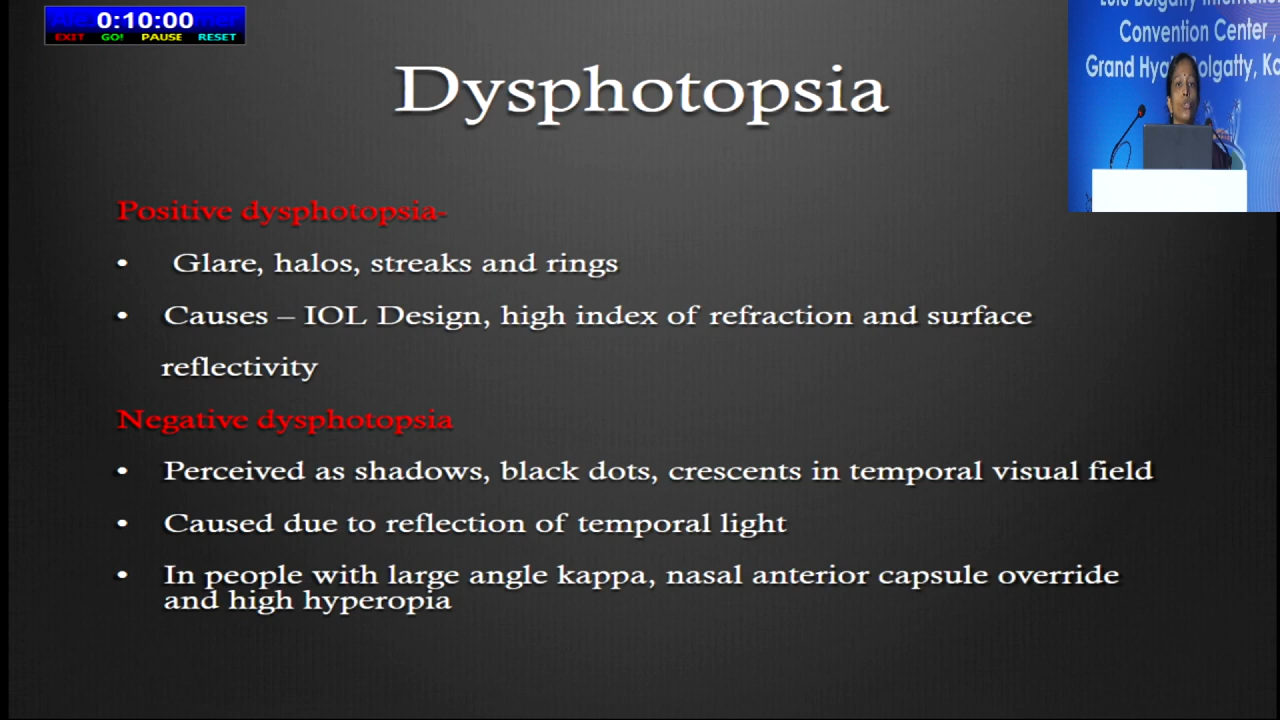 0:10:00
EXIT GO! PAUSE RESET
Convention Center ,
Grand Hya
Dysphotopsia
Positive dysphotopsia-
• Glare, halos, streaks and rings
• Causes – IOL Design, high index of refraction and surface
reflectivity
Negative dysphotopsia
• Perceived as shadows, black dots, crescents in temporal visual field
• Caused due to reflection of temporal light
• In people with large angle kappa, nasal anterior capsule override
and high hyperopia